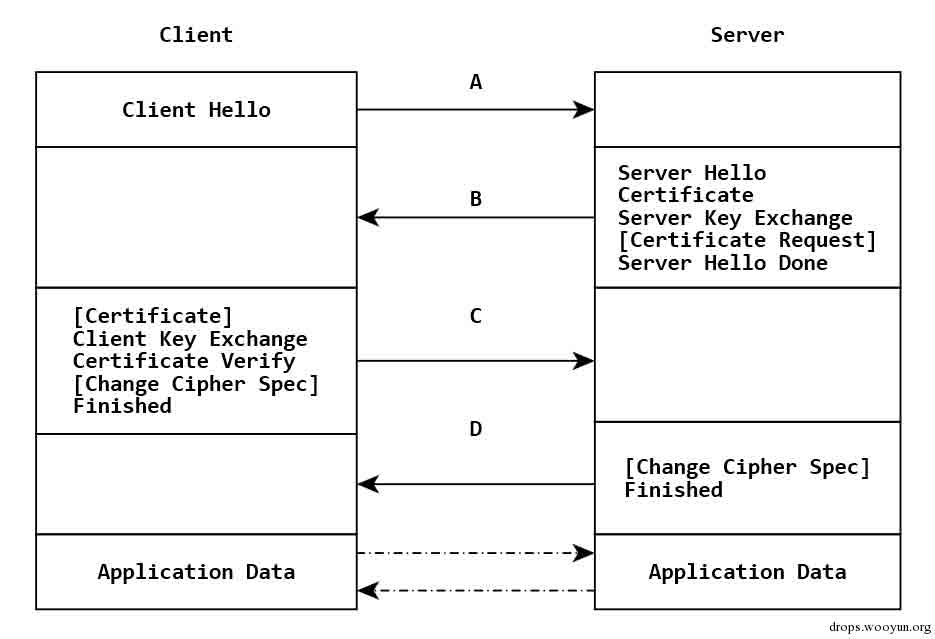 Client
Server
A
Client Hello
Server Hello
Certificate
B
Server Key Exchange
[Certificate Request]
Server Hello Done
[Certificate]
Client Key Exchange
Certificate Verify
[Change Cipher Spec]
Finished
C
D
[Change Cipher Spec]
Finished
Application Data
Application Data
drops.wooyun.org